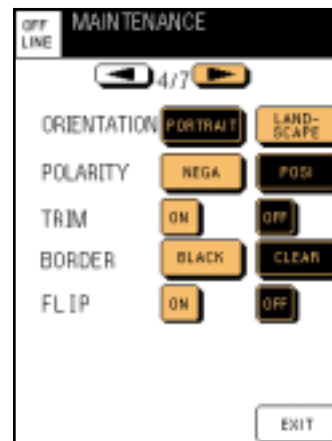 OFF
LINE
MAINTENANCE
4/7
ORIENTATION PORTRAIT LAND-
SCAPE
POLARITY NEGA POSI
TRIM ON OFF
BORDER BLACK CLEAR
FLIP ON OFF
EXIT